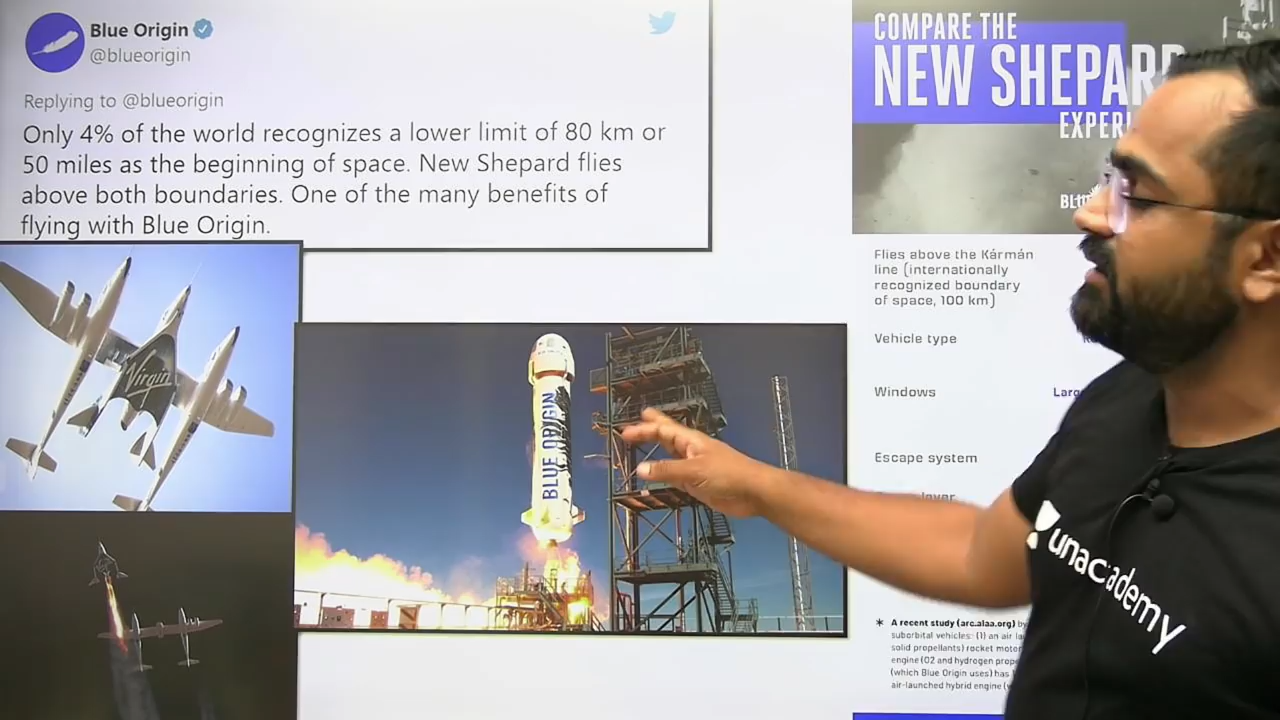 Blue Origin
@blueorigin
Replying to @blueorigin
Only 4% of the world recognizes a lower limit of 80 km or
50 miles as the beginning of space. New Shepard flies
above both boundaries. One of the many benefits of
flying with Blue Origin.
Virgin
BLUE ORIGIN
COMPARE THE
NEW SHEPARD
Flies above the Kármán
line (internationally
recognized boundary
of space, 100 km)
Vehicle type
Windows
Escape system
* A recent study (arc.aiaa.org) by
suborbital vehicles: (1) an air
solid propellants) rocket motor
engine (O2 and hydrogen
(which Blue Origin uses) has
air-launched hybrid engine
unacademy